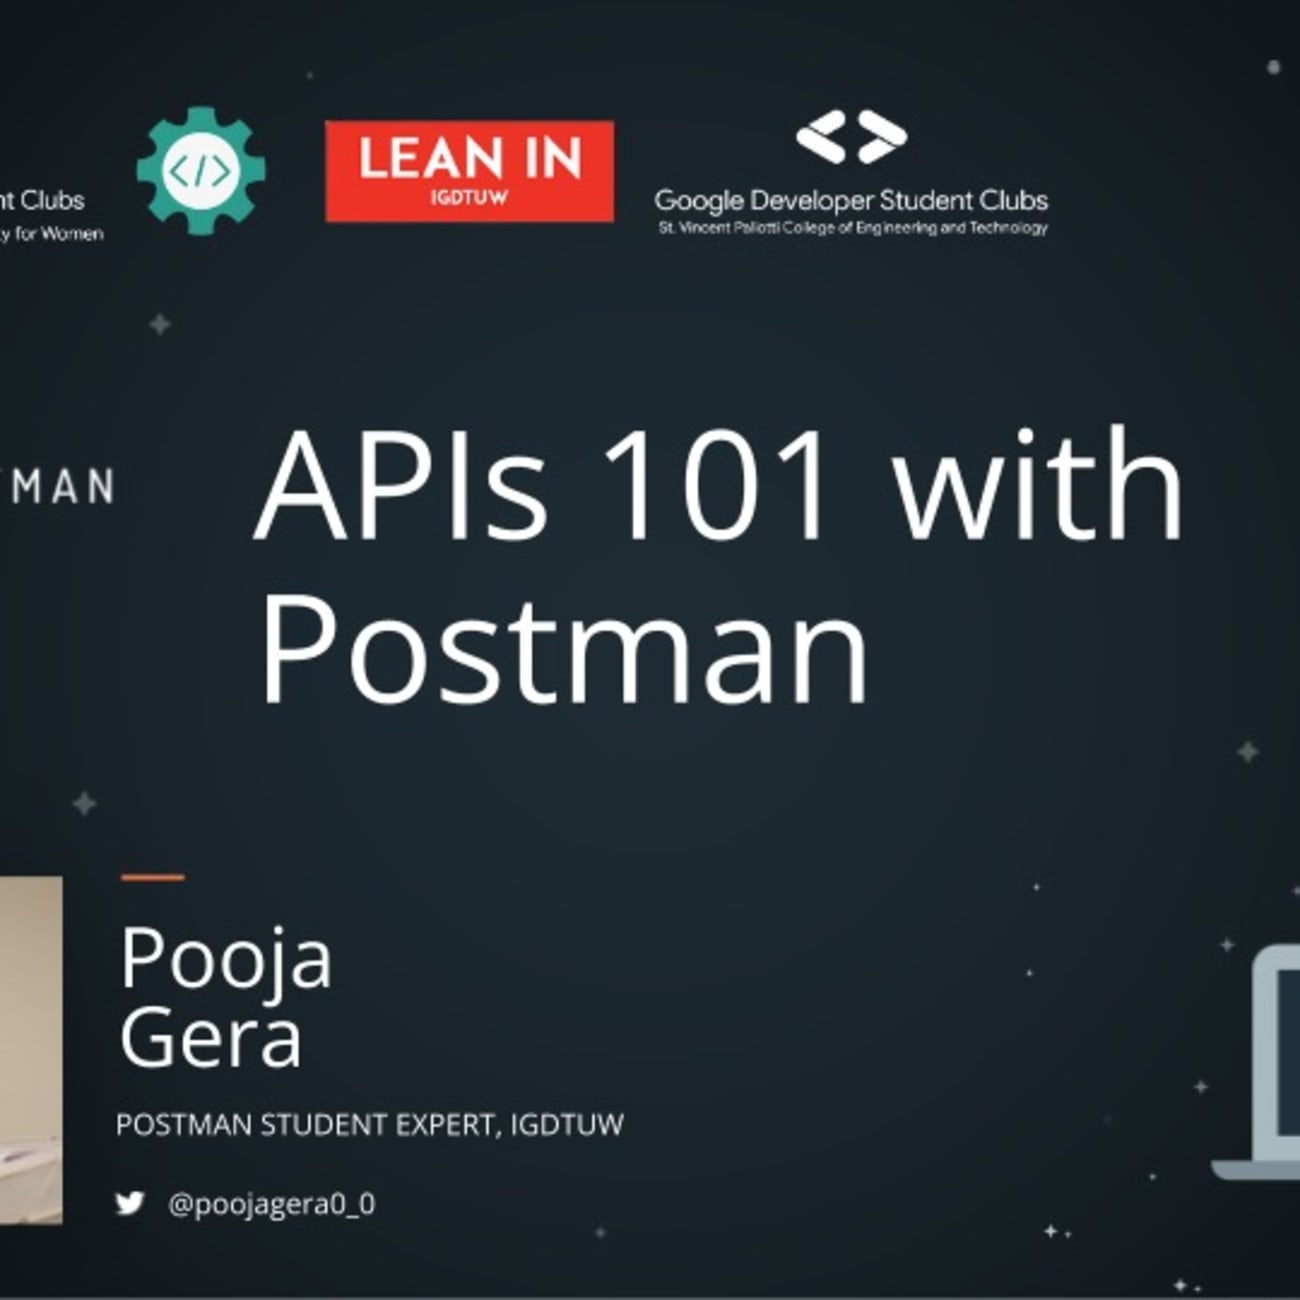 nt Clubs
y for Women
</>
LEAN IN
IGDTUW
Google Developer Student Clubs
St. Vincent Pallotti College of Engineering and Technology
TMAN
APIs 101 with
Postman
Pooja
Gera
POSTMAN STUDENT EXPERT, IGDTUW
@poojagera0_0